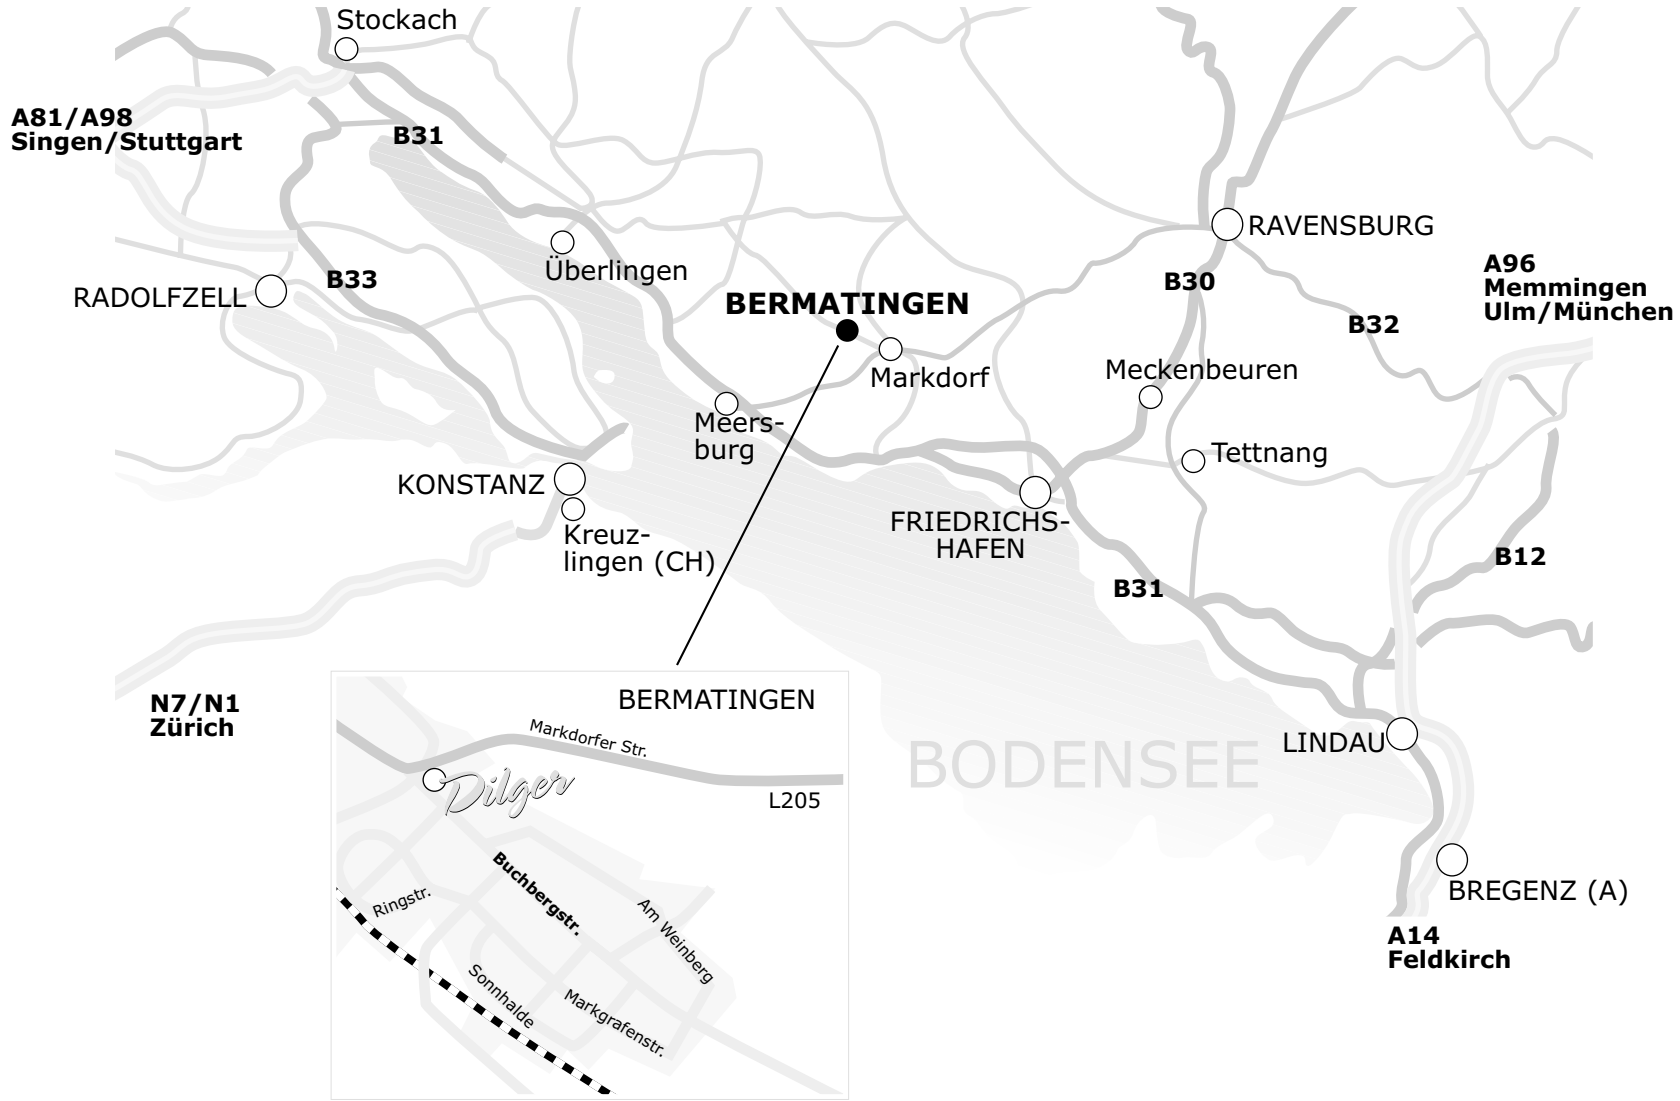 Stockach
A81/A98
Singen/Stuttgart
B31
RAVENSBURG
Überlingen
A96
Memmingen
Ulm/München
B33
B30
RADOLFZELL
BERMATINGEN
B32
Markdorf
Meckenbeuren
Meers-
burg
Tettnang
KONSTANZ
Kreuz-
lingen (CH)
FRIEDRICHS-
HAFEN
B12
B31
N7/N1
Zürich
BODENSEE
LINDAU
BREGENZ (A)
A14
Feldkirch
BERMATINGEN
Markdorfer Str.
Dilger
L205
Buchbergstr.
Ringstr.
Am Weinberg
Sonnhalde
Markgrafenstr.